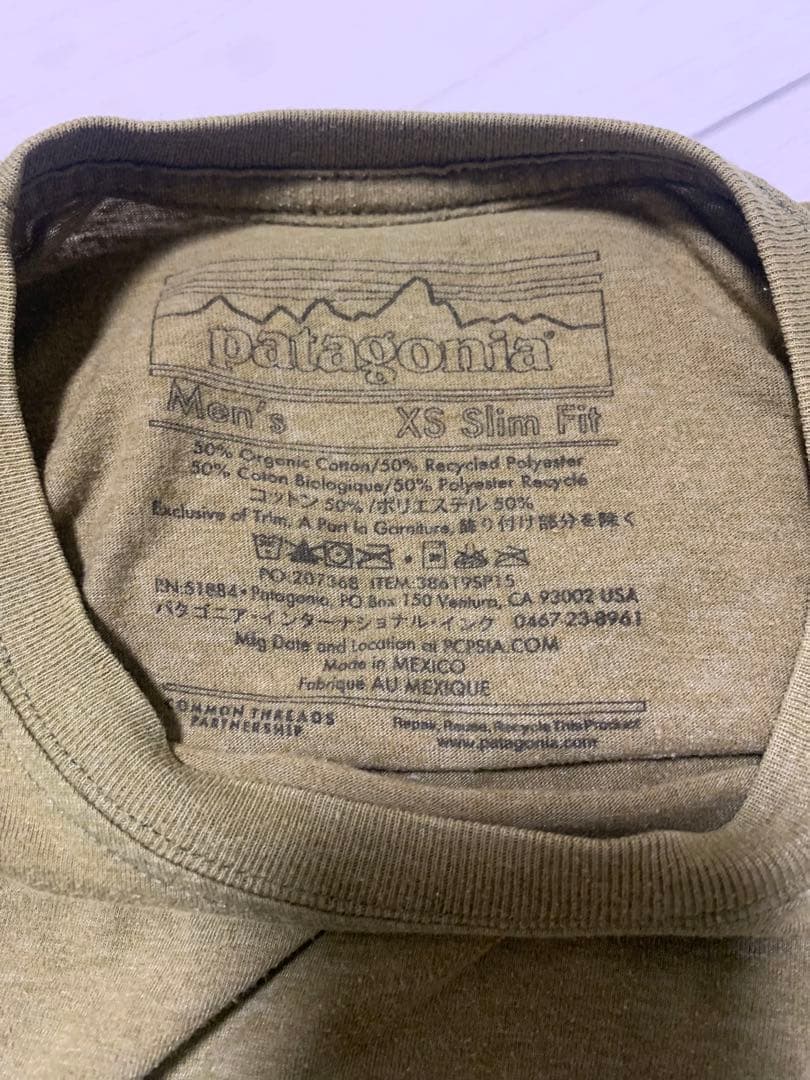 patagonia®
Men's XS Slim Fit
50% Organic Cotton/50% Recycled Polyester
50% Coton Biologique/50% Polyester Recyclé
コットン 50% /ポリエステル 50%
Exclusive of Trim, A Part la Garniture, 飾り付け部分を除く
PO:207368 ITEM:38619SP15
RN:51884 • Patagonia, PO Box 150 Ventura, CA 93002 USA
パタゴニア・インターナショナル・インク 0467-23-8961
Mfg Date and Location at PCPSIA.COM
Made in MEXICO
Fabriqué AU MEXIQUE
COMMON THREADS Repair, Reuse, Recycle This Product
PARTNERSHIP www.patagonia.com